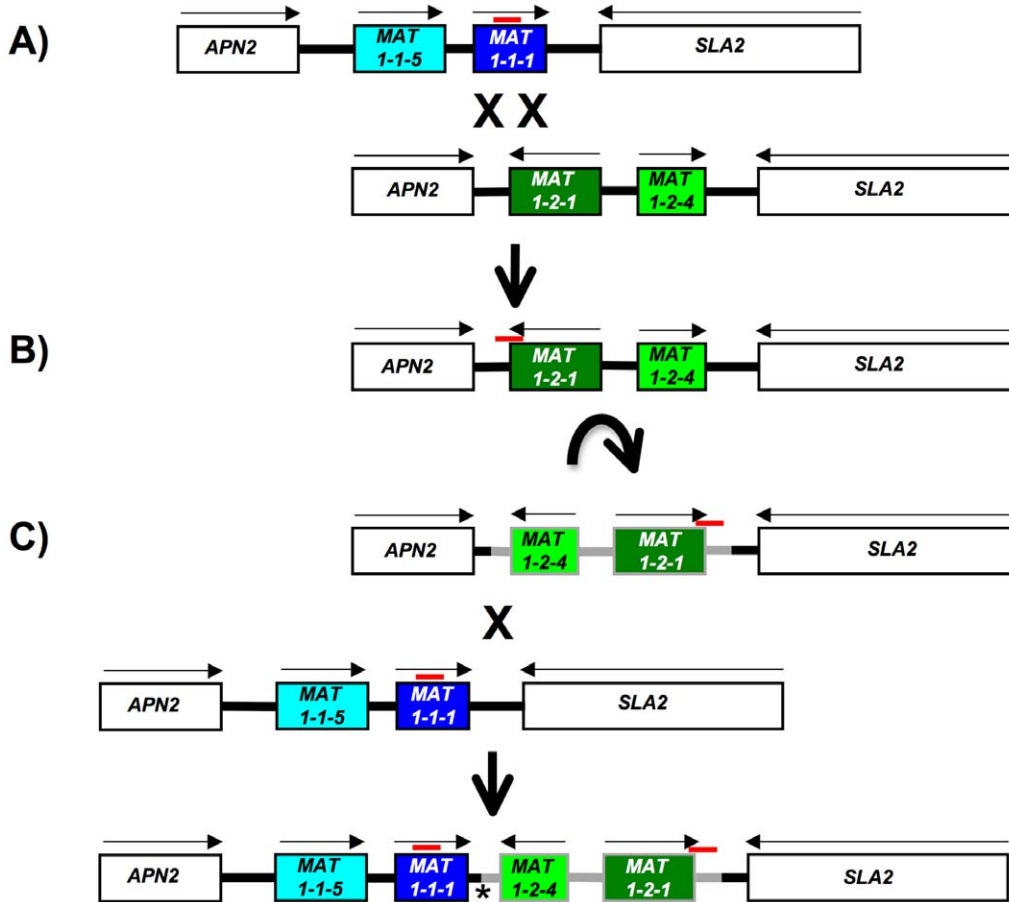 A)
APN2
MAT
1-1-5
MAT
1-1-1
SLA2
X X
APN2
MAT
1-2-1
MAT
1-2-4
SLA2
B)
APN2
MAT
1-2-1
MAT
1-2-4
SLA2
C)
APN2
MAT
1-2-4
MAT
1-2-1
SLA2
X
APN2
MAT
1-1-5
MAT
1-1-1
SLA2
APN2
MAT
1-1-5
MAT
1-1-1
*
MAT
1-2-4
MAT
1-2-1
SLA2